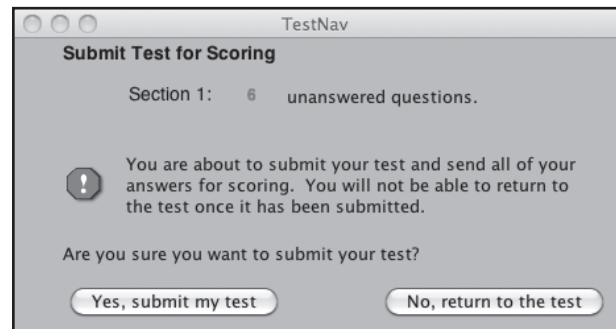 TestNav
Submit Test for Scoring
Section 1: 6 unanswered questions.
You are about to submit your test and send all of your
answers for scoring. You will not be able to return to
the test once it has been submitted.
Are you sure you want to submit your test?
Yes, submit my test No, return to the test